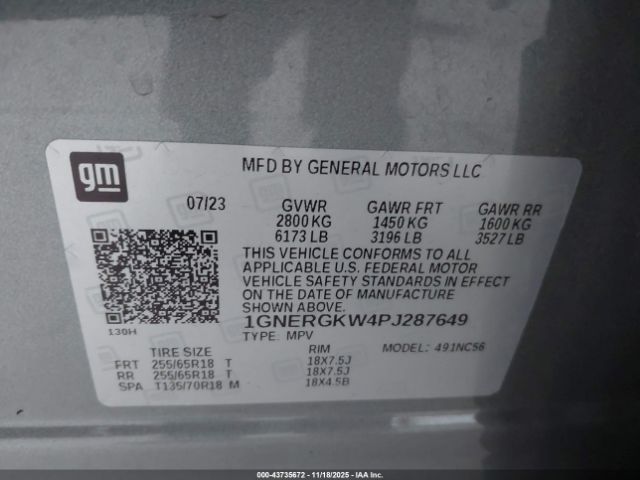 gm
MFD BY GENERAL MOTORS LLC
07/23 GVWR GAWR FRT GAWR RR
2800 KG 1450 KG 1600 KG
6173 LB 3196 LB 3527 LB
THIS VEHICLE CONFORMS TO ALL
APPLICABLE U.S. FEDERAL MOTOR
VEHICLE SAFETY STANDARDS IN EFFECT
ON THE DATE OF MANUFACTURE
SHOWN ABOVE.
1GNERGKW4PJ287649
130H
TYPE: MPV MODEL: 491NC56
TIRE SIZE RIM
FRT 255/65R18 T 18X7.5J
RR 255/65R18 T 18X7.5J
SPA T135/70R18 M 18X4.5B
000-43735672 - 11/18/2025 - IAAI Inc.